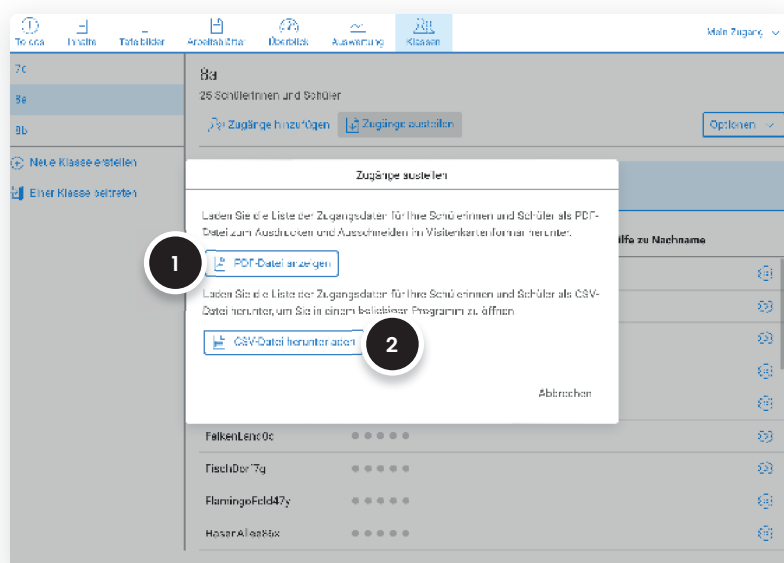 To-dos Inhalte Tafelbilder Arbeitsblätter Überblick Auswertung Klassen Mein Zugang
7c
8a
8b
Neue Klasse erstellen
Einer Klasse beitreten
8a
25 Schülerinnen und Schüler
Zugänge hinzufügen Zugänge austeilen Optionen
Zugänge austeilen
Laden Sie die Liste der Zugangsdaten für Ihre Schülerinnen und Schüler als PDF-
Datei zum Ausdrucken und Ausschneiden im Visitenkartenformat herunter.
1
PDF-Datei anzeigen
Laden Sie die Liste der Zugangsdaten für Ihre Schülerinnen und Schüler als CSV-
Datei herunter, um Sie in einem beliebigen Programm zu öffnen
CSV-Datei herunterladen
2
Abbrechen
ilfe zu Nachname
FalkenLand0c
FischDorf7g
FlamingoFeld47y
HasenAllee86x